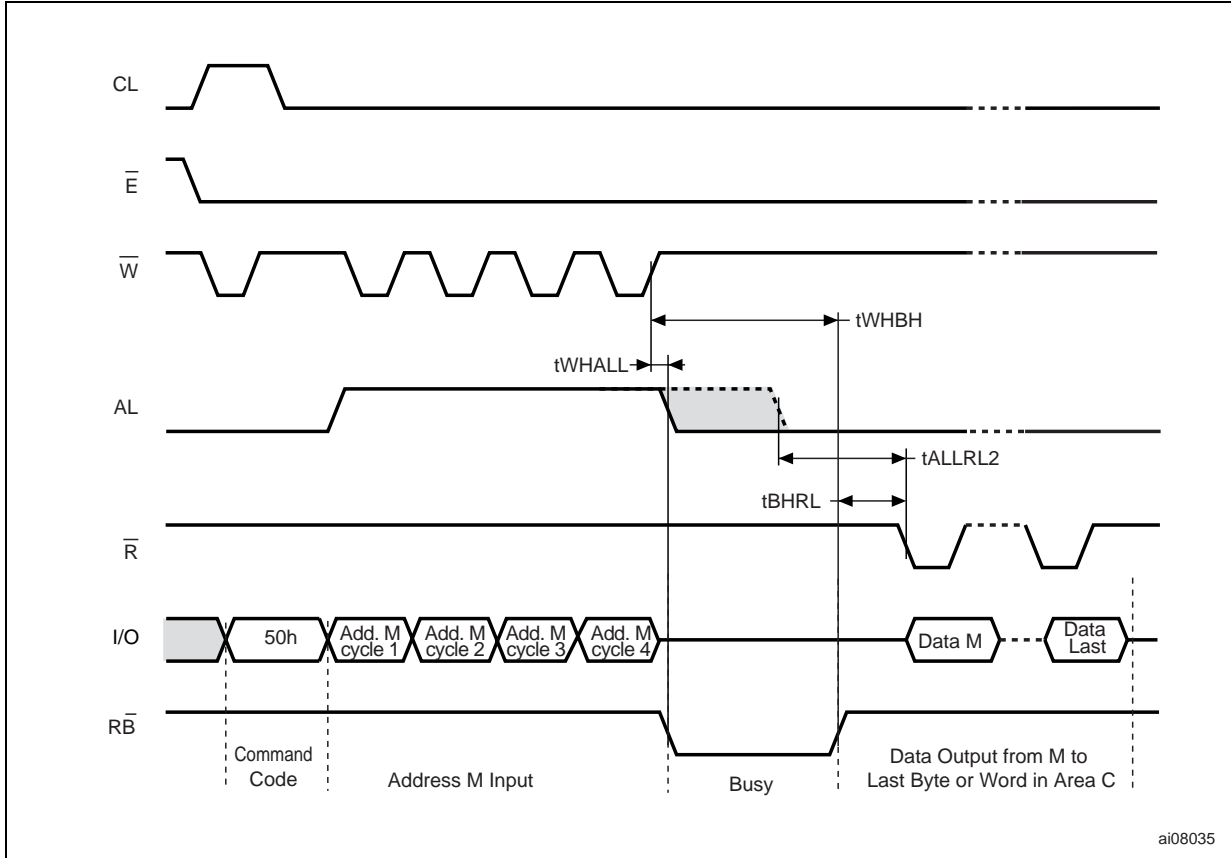 CL
E
W
tWHBH
tWHALL
AL
tALLRL2
tBHRL
R
I/O
50h
Add. M
cycle 1
Add. M
cycle 2
Add. M
cycle 3
Add. M
cycle 4
Data M
Data
Last
RB
Command
Code
Address M Input
Busy
Data Output from M to
Last Byte or Word in Area C
ai08035